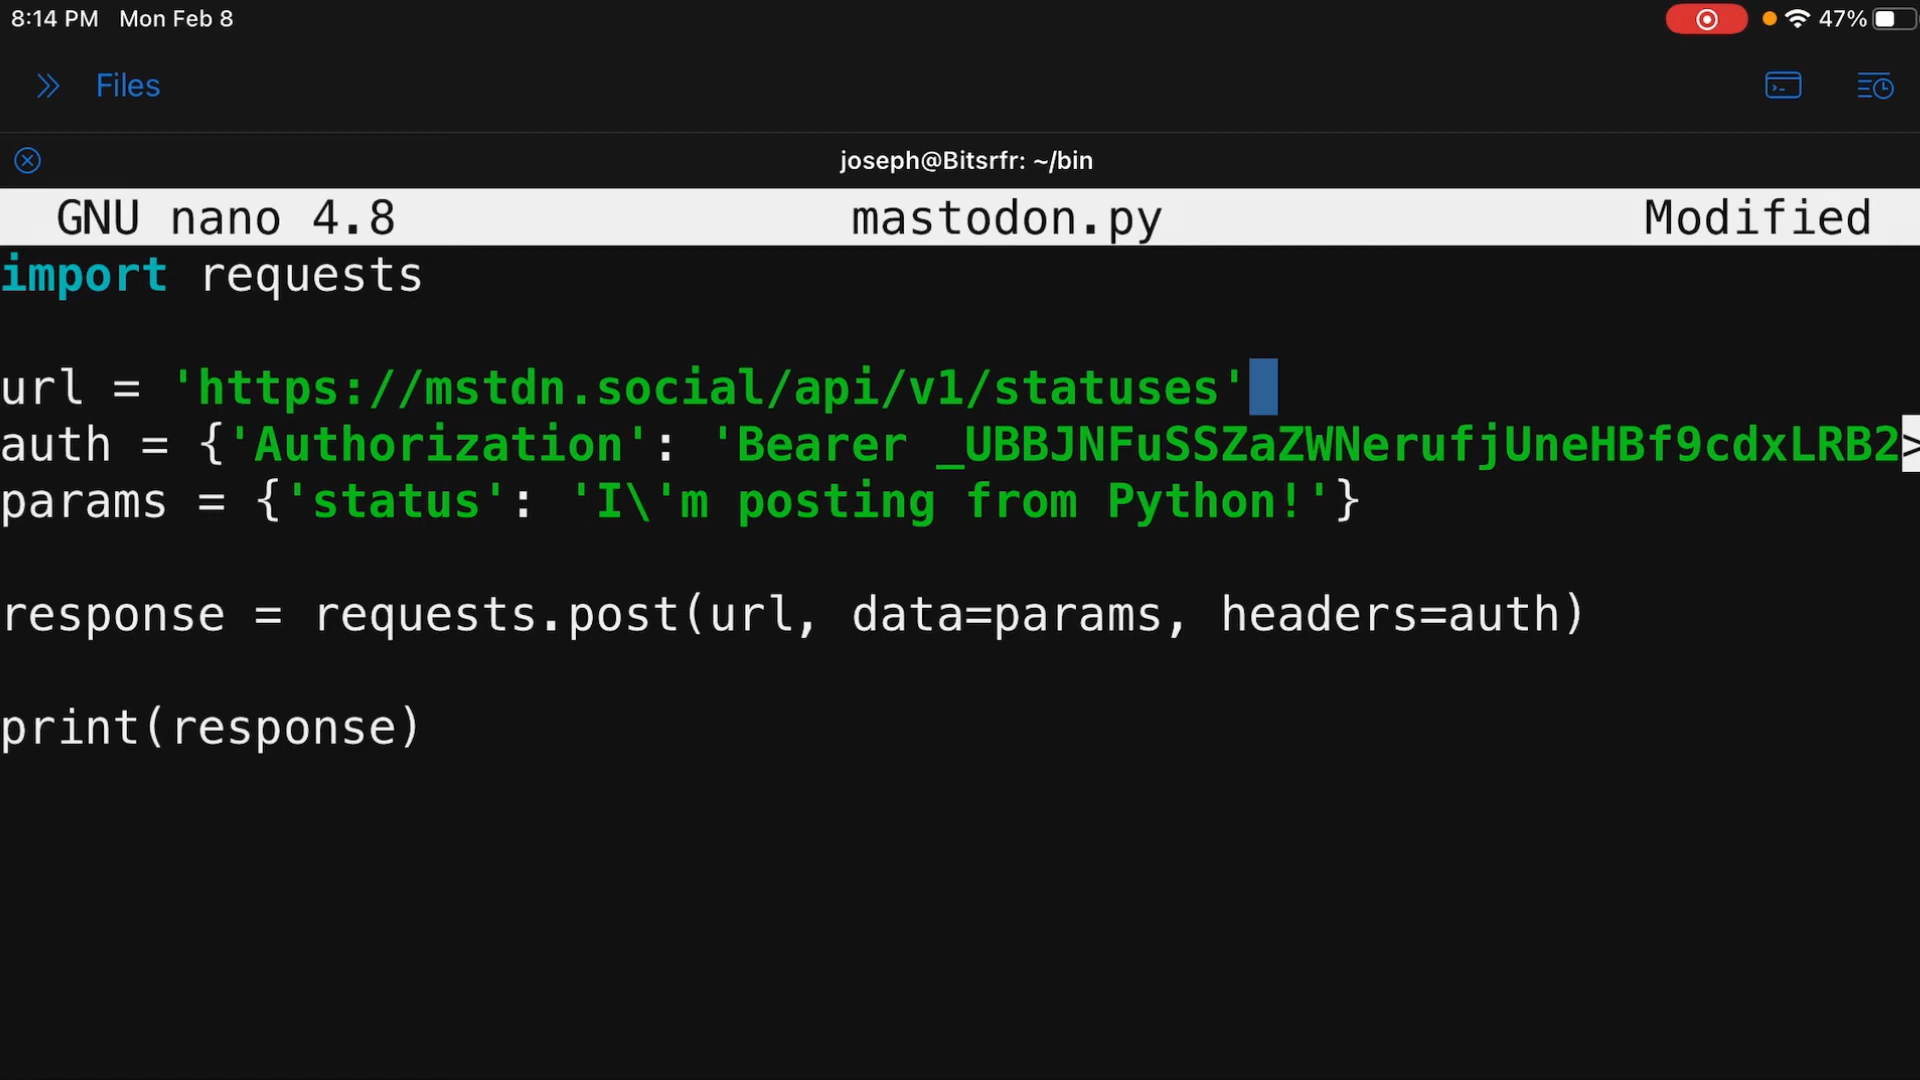 8:14 PM Mon Feb 8 47%
Files
joseph@Bitsrfr: ~/bin
GNU nano 4.8 mastodon.py Modified
import requests
url = 'https://mstdn.social/api/v1/statuses'
auth = {'Authorization': 'Bearer _UBBJNFuSSZaZWNerufjUneHBf9cdxLRB2>
params = {'status': 'I\'m posting from Python!'}
response = requests.post(url, data=params, headers=auth)
print(response)